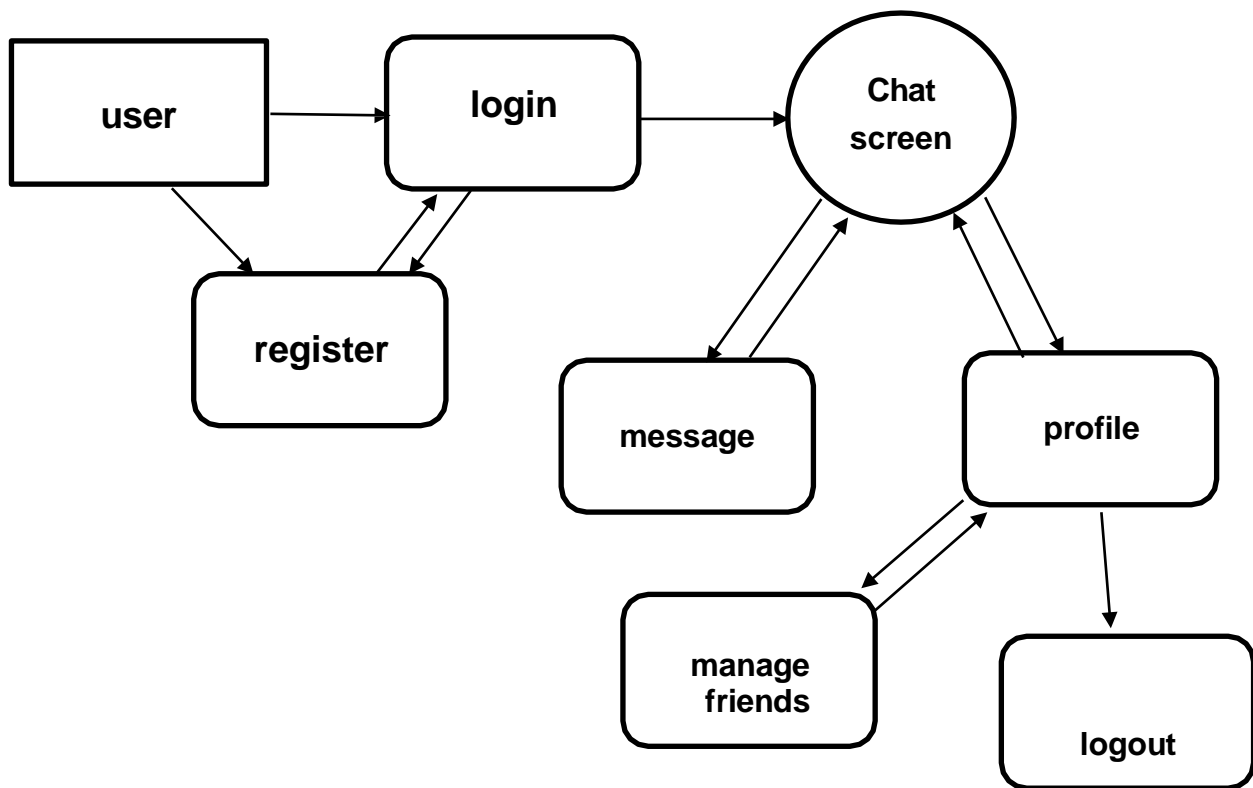 user
login
Chat
screen
register
message
profile
manage
friends
logout